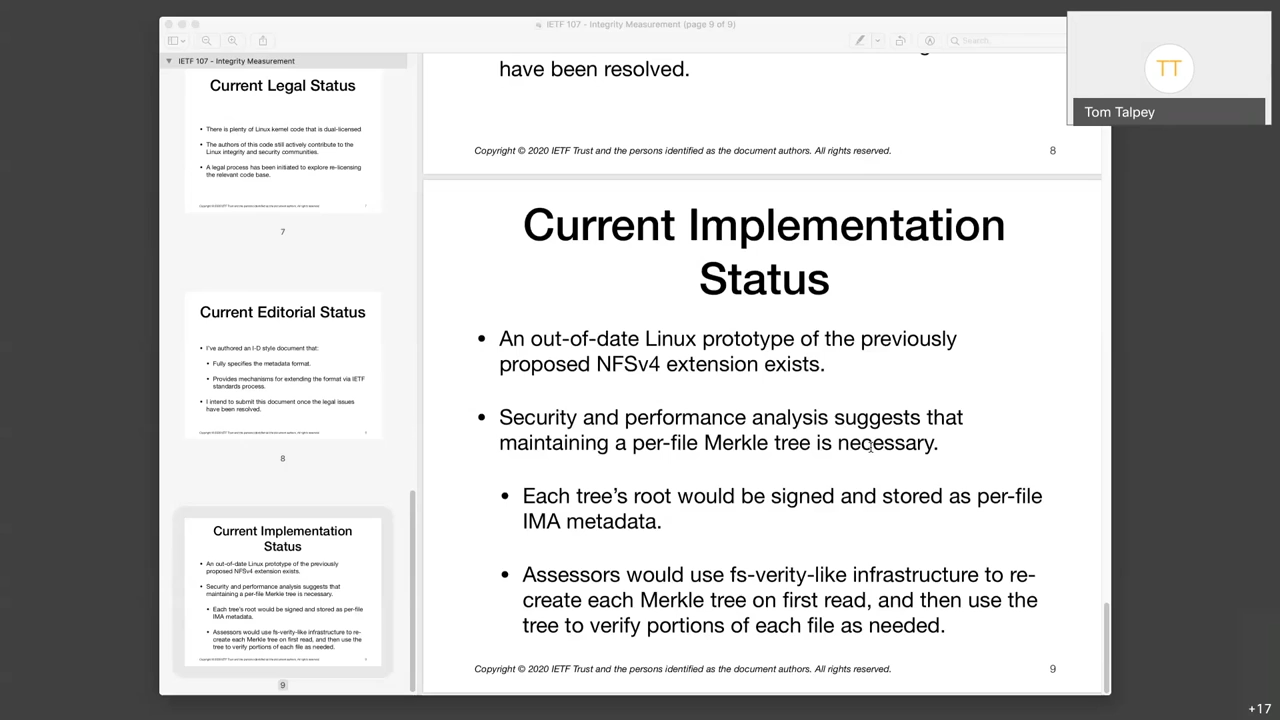 IETF 107 - Integrity Measurement (page 9 of 9)
Search
IETF 107 - Integrity Measurement
Current Legal Status
• There is plenty of Linux kernel code that is dual-licensed
• The authors of this code still actively contribute to the
Linux integrity and security communities.
• A legal process has been initiated to explore re-licensing
the relevant code base.
7
Current Editorial Status
• I've authored an I-D style document that:
• Fully specifies the metadata format.
• Provides mechanisms for extending the format via IETF
standards process.
• I intend to submit this document once the legal issues
have been resolved.
8
Current Implementation
Status
• An out-of-date Linux prototype of the previously
proposed NFSv4 extension exists.
• Security and performance analysis suggests that
maintaining a per-file Merkle tree is necessary.
• Each tree's root would be signed and stored as per-file
IMA metadata.
• Assessors would use fs-verity-like infrastructure to re-
create each Merkle tree on first read, and then use the
tree to verify portions of each file as needed.
9
have been resolved.
Copyright © 2020 IETF Trust and the persons identified as the document authors. All rights reserved.
8
Current Implementation
Status
• An out-of-date Linux prototype of the previously
proposed NFSv4 extension exists.
• Security and performance analysis suggests that
maintaining a per-file Merkle tree is necessary.
• Each tree's root would be signed and stored as per-file
IMA metadata.
• Assessors would use fs-verity-like infrastructure to re-
create each Merkle tree on first read, and then use the
tree to verify portions of each file as needed.
Copyright © 2020 IETF Trust and the persons identified as the document authors. All rights reserved.
9
TT
Tom Talpey
+17